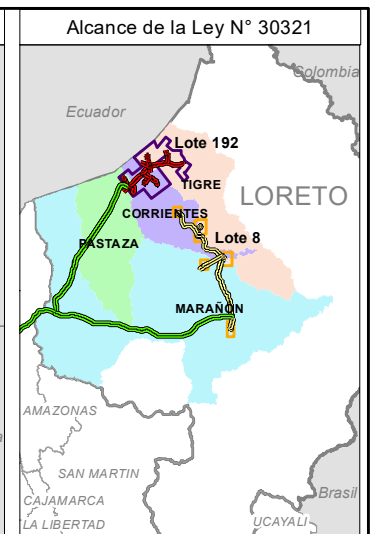 Alcance de la Ley N° 30321
Colombia
Ecuador
Lote 192
TIGRE
LORETO
CORRIENTES
Lote 8
PASTAZA
MARAÑON
AMAZONAS
SAN MARTIN
CAJAMARCA
Brasil
LA LIBERTAD
UCAYALI